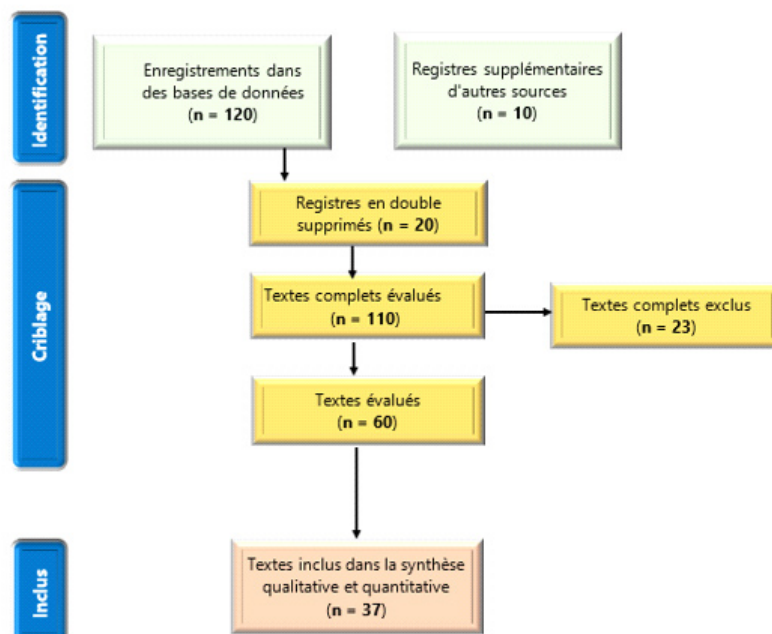 Identification
Enregistrements dans
des bases de données
(n = 120)
Registres supplémentaires
d'autres sources
(n = 10)
Criblage
Registres en double
supprimés (n = 20)
Textes complets évalués
(n = 110)
Textes complets exclus
(n = 23)
Textes évalués
(n = 60)
Inclus
Textes inclus dans la synthèse
qualitative et quantitative
(n = 37)